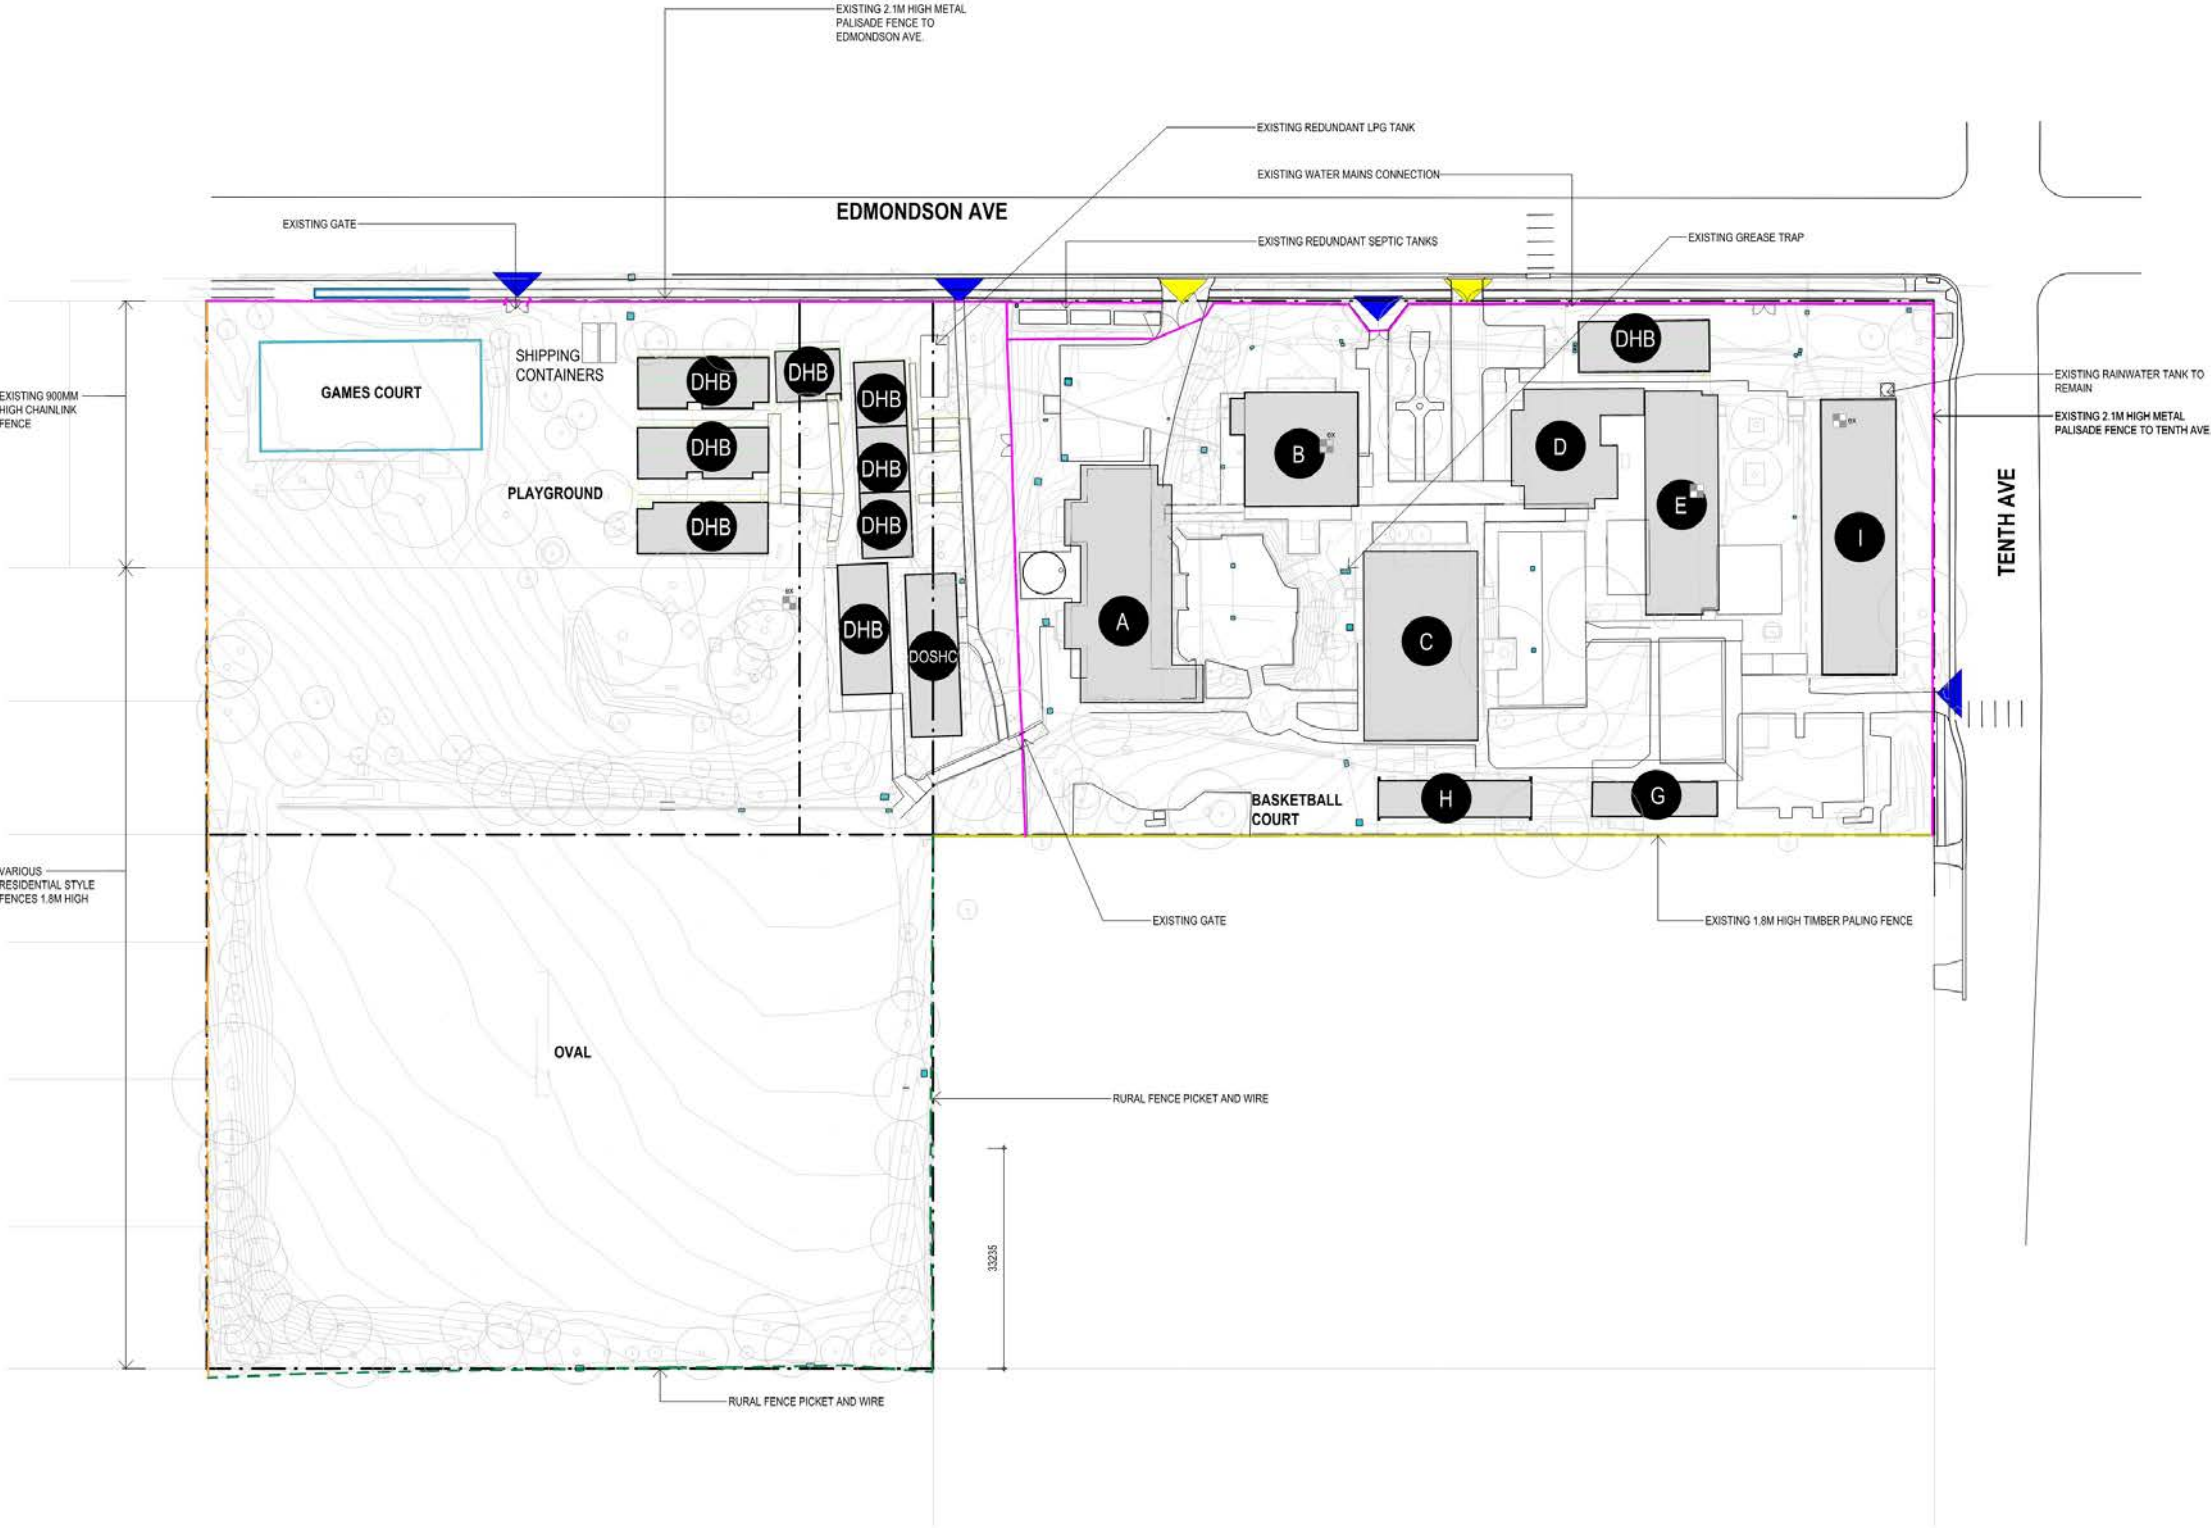 EXISTING 2.1M HIGH METAL
PALISADE FENCE TO
EDMONDSON AVE.
EXISTING REDUNDANT LPG TANK
EXISTING WATER MAINS CONNECTION
EDMONDSON AVE
EXISTING GATE
EXISTING REDUNDANT SEPTIC TANKS
EXISTING GREASE TRAP
SHIPPING
CONTAINERS
GAMES COURT
EXISTING 900MM
HIGH CHAINLINK
FENCE
DHB
DHB
DHB
DHB
DHB
DHB
DHB
DHB
DHB
DOSHC
PLAYGROUND
EXISTING RAINWATER TANK TO
REMAIN
EXISTING 2.1M HIGH METAL
PALISADE FENCE TO TENTH AVE
TENTH AVE
B
D
E
I
A
C
H
G
ex
ex
ex
ex
BASKETBALL
COURT
VARIOUS
RESIDENTIAL STYLE
FENCES 1.8M HIGH
EXISTING GATE
EXISTING 1.8M HIGH TIMBER PALING FENCE
OVAL
RURAL FENCE PICKET AND WIRE
33235
RURAL FENCE PICKET AND WIRE